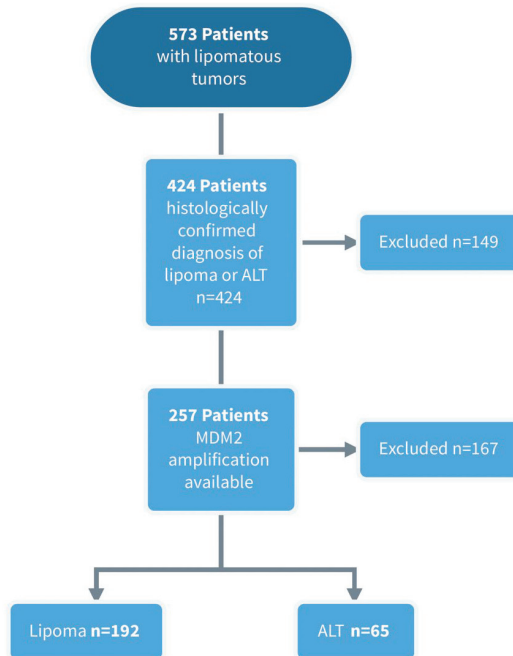 573 Patients
with lipomatous
tumors
424 Patients
histologically
confirmed
diagnosis of
lipoma or ALT
n=424
Excluded n=149
257 Patients
MDM2
amplification
available
Excluded n=167
Lipoma n=192
ALT n=65